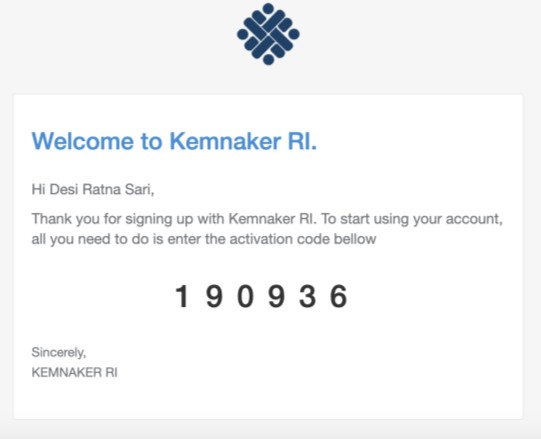 Welcome to Kemnaker RI.
Hi Desi Ratna Sari,
Thank you for signing up with Kemnaker RI. To start using your account,
all you need to do is enter the activation code bellow
1 9 0 9 3 6
Sincerely,
KEMNAKER RI